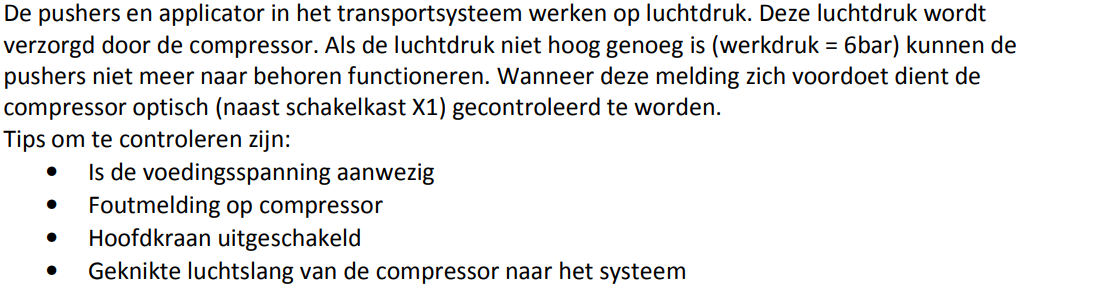 De pushers en applicator in het transportsysteem werken op luchtdruk. Deze luchtdruk wordt
verzorgd door de compressor. Als de luchtdruk niet hoog genoeg is (werkdruk = 6bar) kunnen de
pushers niet meer naar behoren functioneren. Wanneer deze melding zich voordoet dient de
compressor optisch (naast schakelkast X1) gecontroleerd te worden.
Tips om te controleren zijn:
• Is de voedingsspanning aanwezig
• Foutmelding op compressor
• Hoofdkraan uitgeschakeld
• Geknikte luchtslang van de compressor naar het systeem